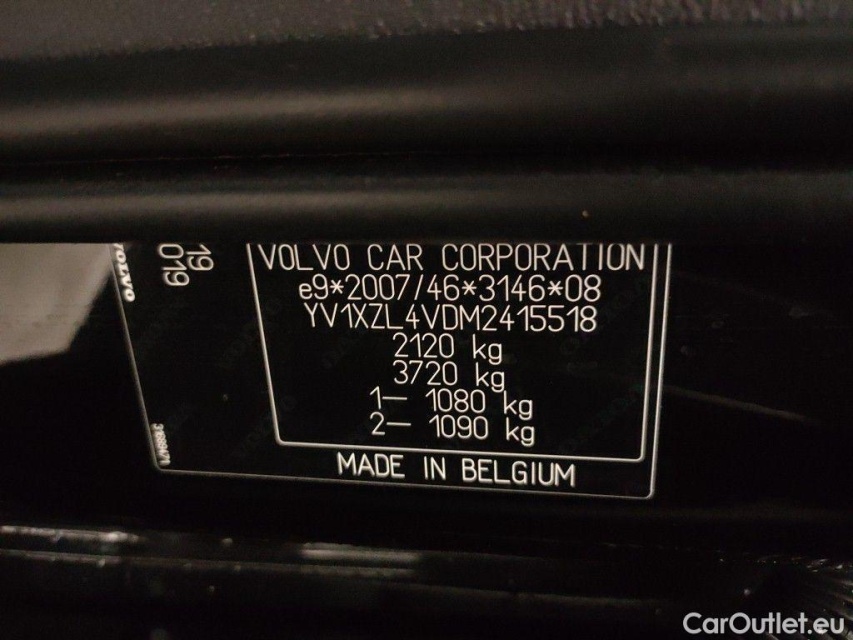 VOLVO
19
019
VOLVO CAR CORPORATION
e9*2007/46*3146*08
YV1XZL4VDM2415518
2120 kg
3720 kg
1– 1080 kg
2– 1090 kg
MADE IN BELGIUM
CarOutlet.eu